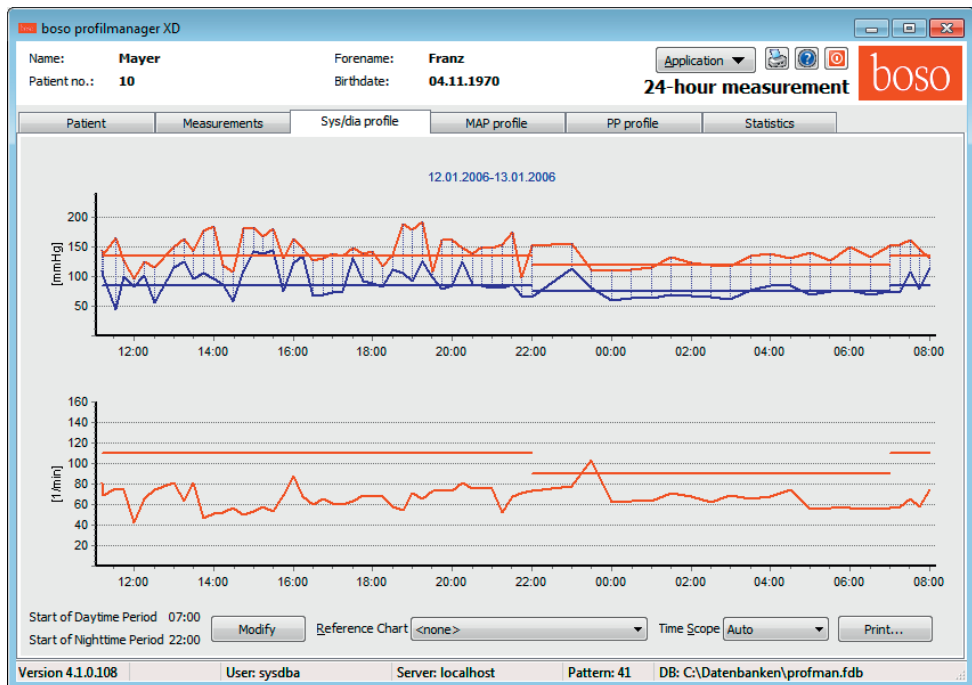 boso boso profilmanager XD
Name: Mayer Forename: Franz Application
Patient no.: 10 Birthdate: 04.11.1970 24-hour measurement boso
Patient Measurements Sys/dia profile MAP profile PP profile Statistics
12.01.2006-13.01.2006
[mmHg]
200
150
100
50
12:00 14:00 16:00 18:00 20:00 22:00 00:00 02:00 04:00 06:00 08:00
[1/min]
160
140
120
100
80
60
40
20
12:00 14:00 16:00 18:00 20:00 22:00 00:00 02:00 04:00 06:00 08:00
Start of Daytime Period 07:00
Start of Nighttime Period 22:00
Modify Reference Chart <none> Time Scope Auto Print...
Version 4.1.0.108 User: sysdba Server: localhost Pattern: 41 DB: C:\Datenbanken\profman.fdb